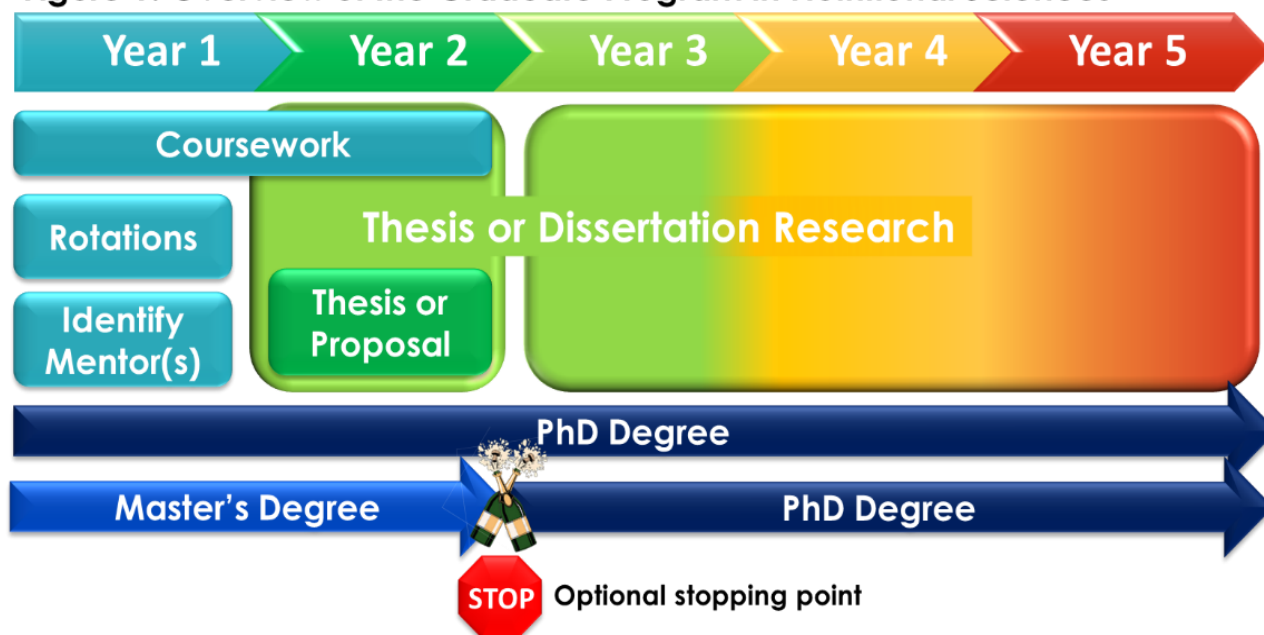 Year 1 Year 2 Year 3 Year 4 Year 5
Coursework
Rotations
Thesis or Dissertation Research
Identify
Mentor(s)
Thesis or
Proposal
PhD Degree
Master's Degree
PhD Degree
STOP
Optional stopping point